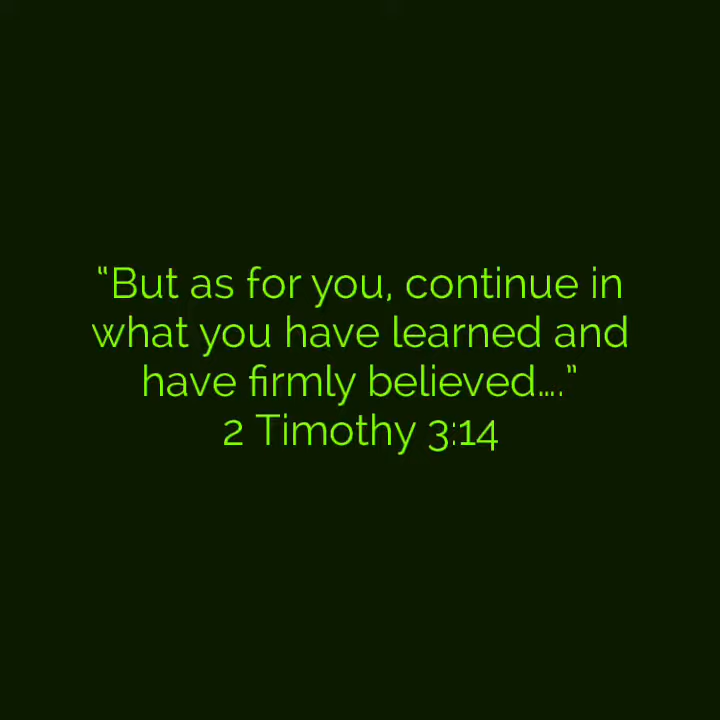 “But as for you, continue in
what you have learned and
have firmly believed….”
2 Timothy 3:14